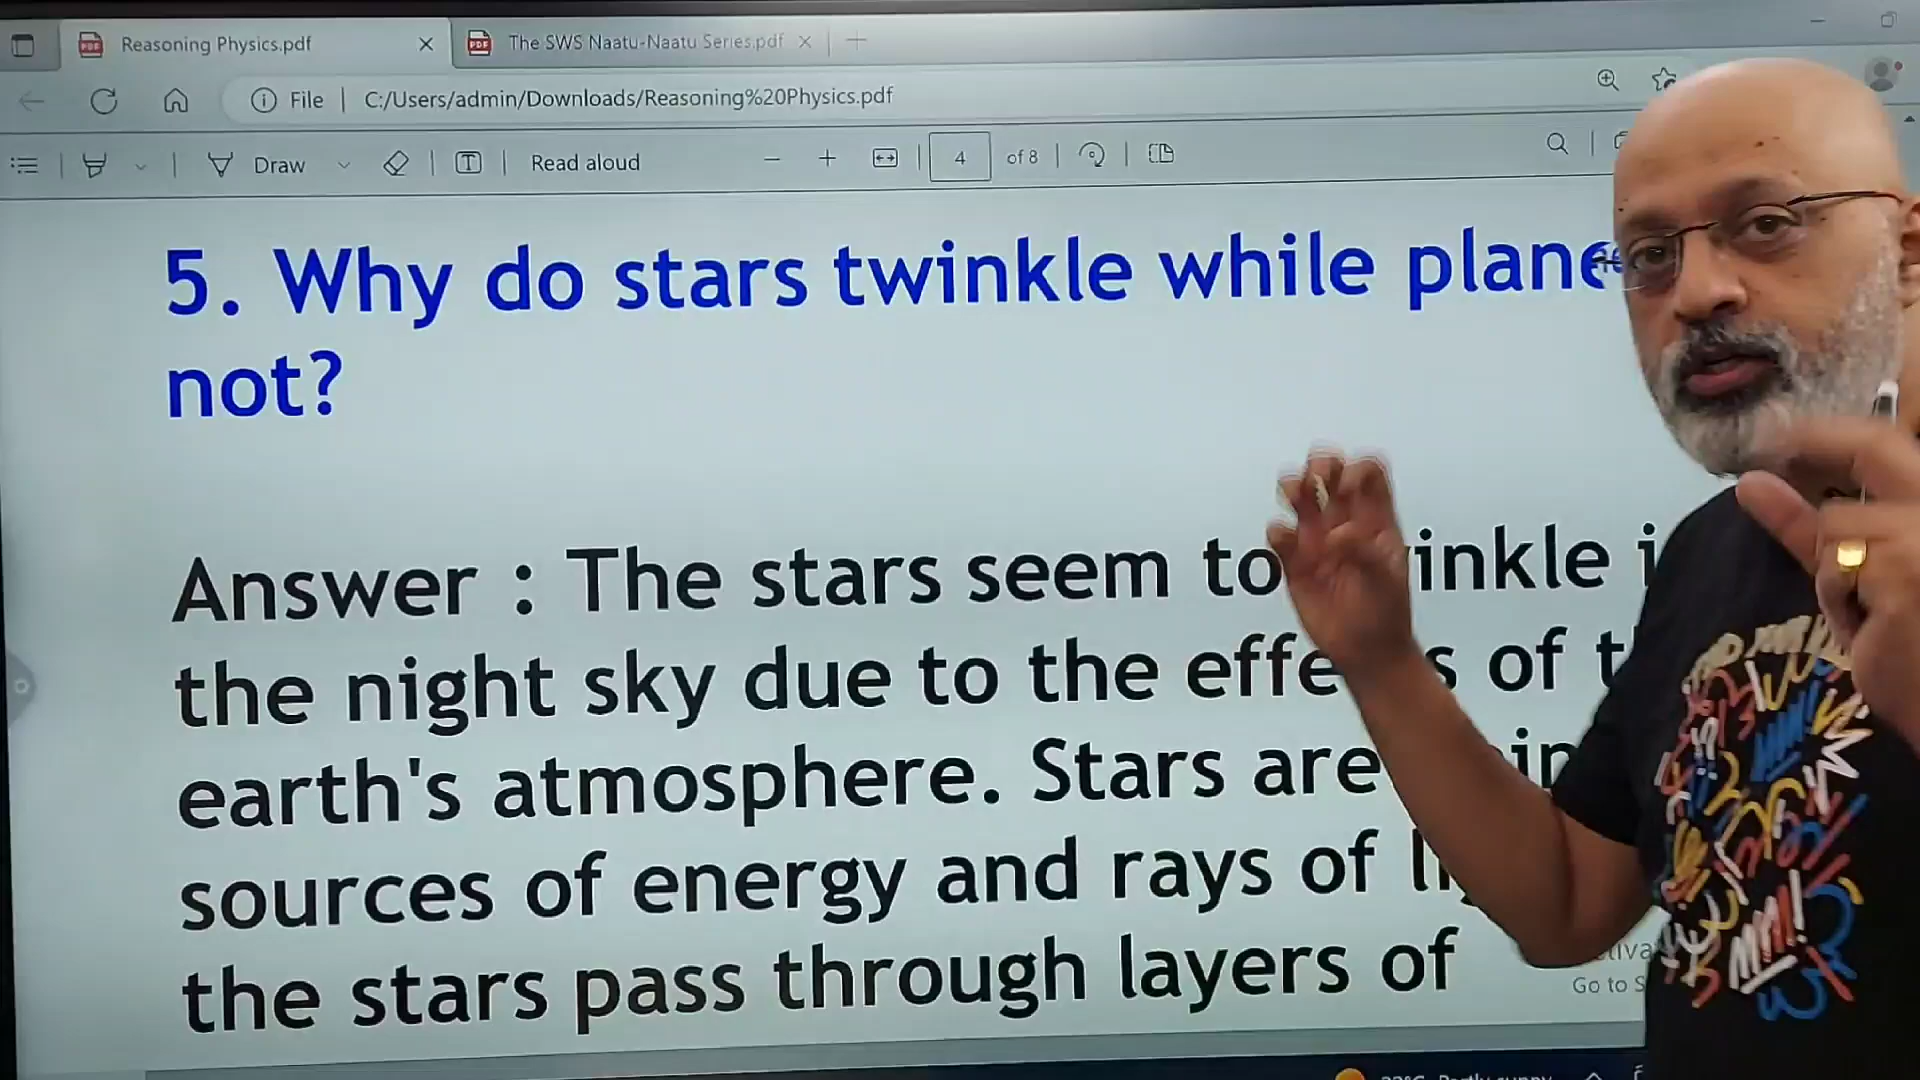 Reasoning Physics.pdf
The SWS Naatu-Naatu Series.pdf
File
C:/Users/admin/Downloads/Reasoning%20Physics.pdf
Draw
Read aloud
4 of 8
5. Why do stars twinkle while
not?
Answer : The stars seem to
the night sky due to the of
earth's atmosphere. Stars are
sources of energy and rays of
the stars pass through layers of
Go to